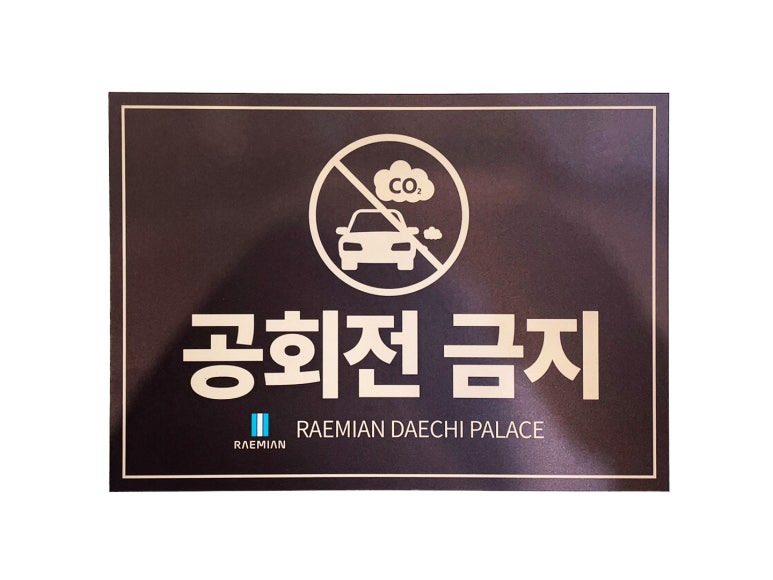 CO₂
공회전 금지
RAEMIAN RAEMIAN DAECHI PALACE